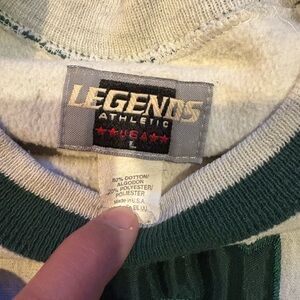 LEGENDS
ATHLETIC
★★USA★★
L
80% COTTON/
ALGODON
20% POLYESTER/
POLIESTER
Made in U.S.A.